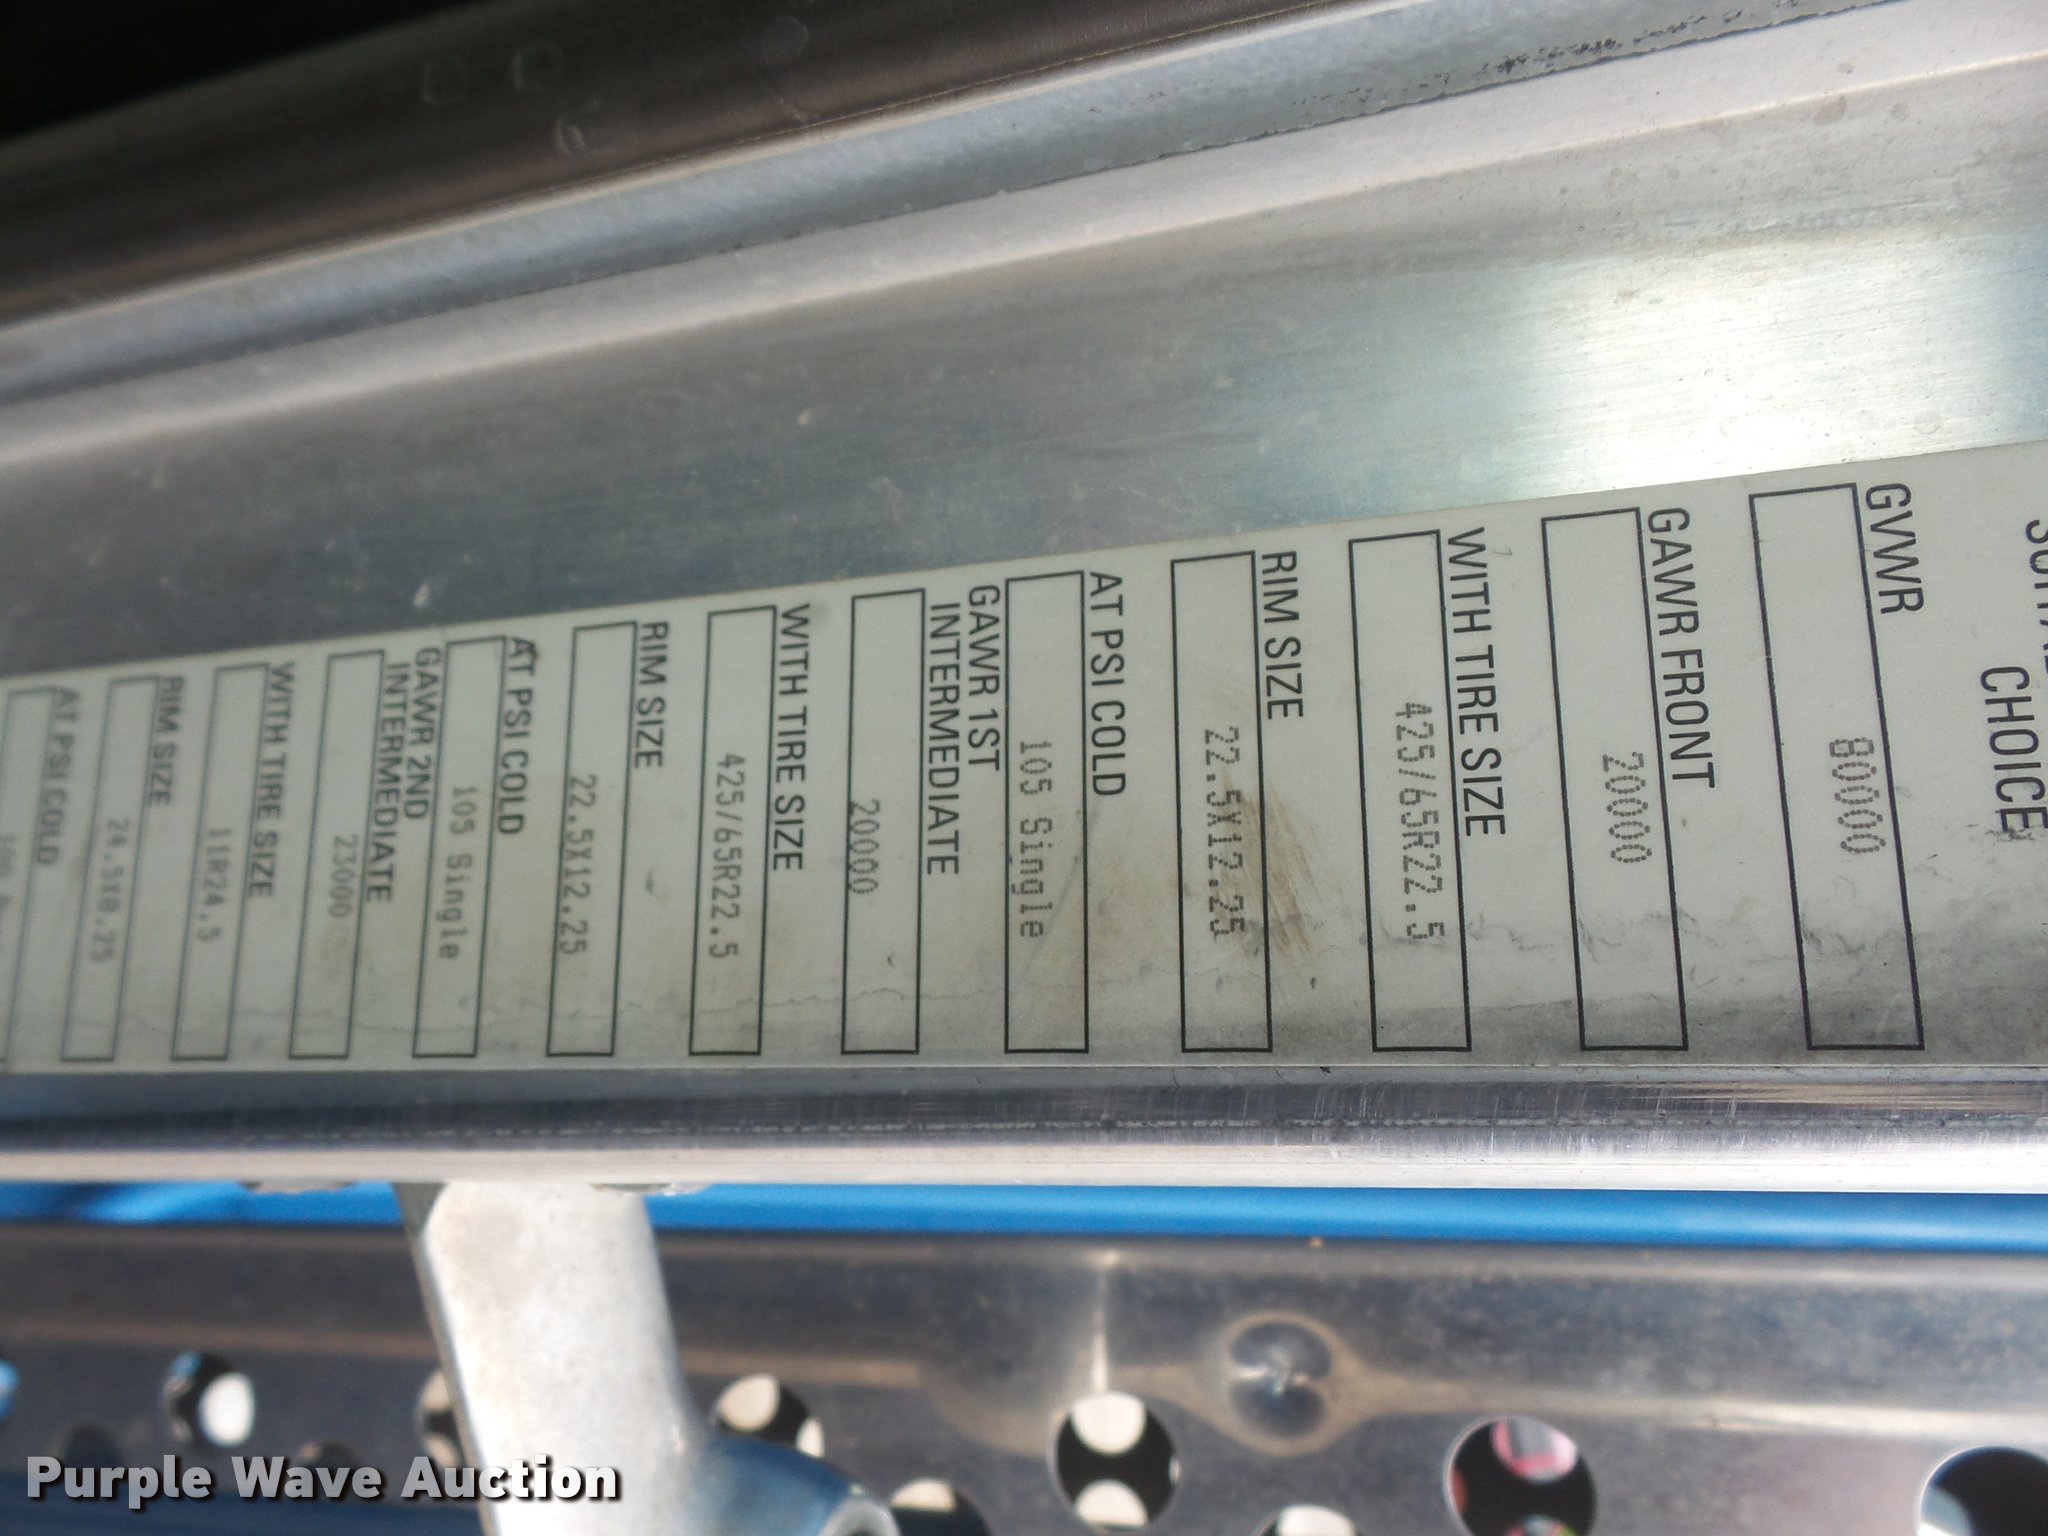 CHOICE
GVWR
80000
GAWR FRONT
20000
WITH TIRE SIZE
425/65R22.5
RIM SIZE
22.5X12.25
AT PSI COLD
105 Single
GAWR 1ST
INTERMEDIATE
20000
WITH TIRE SIZE
425/65R22.5
RIM SIZE
22.5X12.25
AT PSI COLD
105 Single
GAWR 2ND
INTERMEDIATE
23000
WITH TIRE SIZE
11R24.5
RIM SIZE
24.5X8.25
AT PSI COLD
Purple Wave Auction